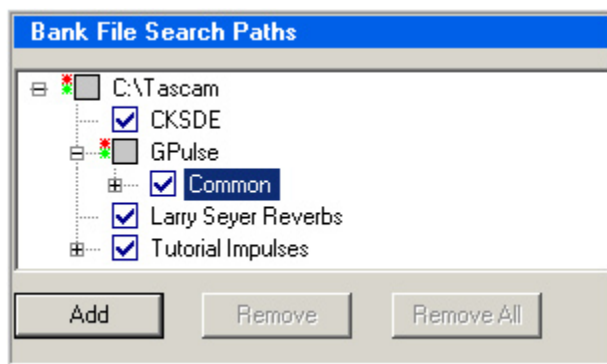 Bank File Search Paths
C:\Tascam
CKSDE
GPulse
Common
Larry Seyer Reverbs
Tutorial Impulses
Add Remove Remove All